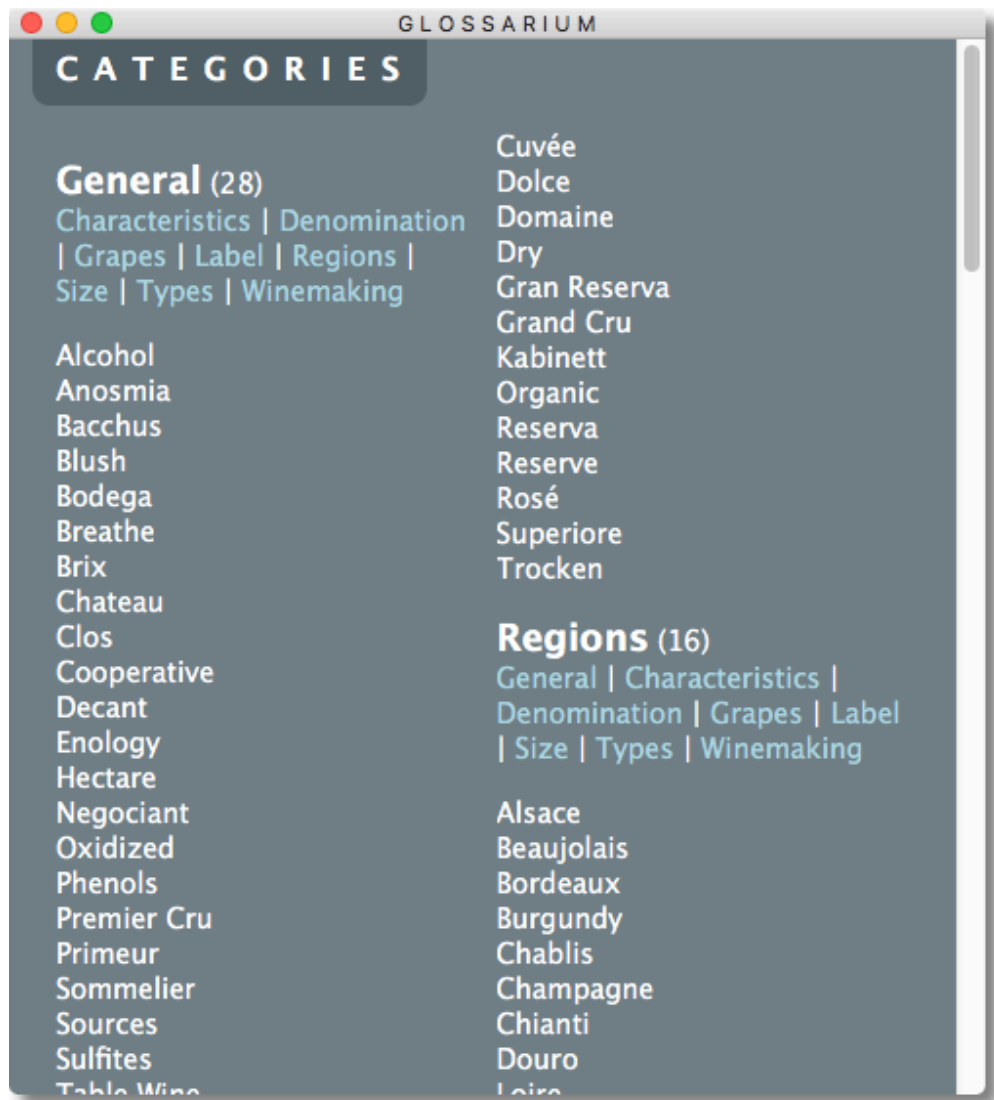 GLOSSARIUM
CATEGORIES
General (28)
Characteristics | Denomination
| Grapes | Label | Regions |
Size | Types | Winemaking
Alcohol
Anosmia
Bacchus
Blush
Bodega
Breathe
Brix
Chateau
Clos
Cooperative
Decant
Enology
Hectare
Negociant
Oxidized
Phenols
Premier Cru
Primeur
Sommelier
Sources
Sulfites
Table Wine
Cuvée
Dolce
Domaine
Dry
Gran Reserva
Grand Cru
Kabinett
Organic
Reserva
Reserve
Rosé
Superiore
Trocken
Regions (16)
General | Characteristics |
Denomination | Grapes | Label
| Size | Types | Winemaking
Alsace
Beaujolais
Bordeaux
Burgundy
Chablis
Champagne
Chianti
Douro
Loire